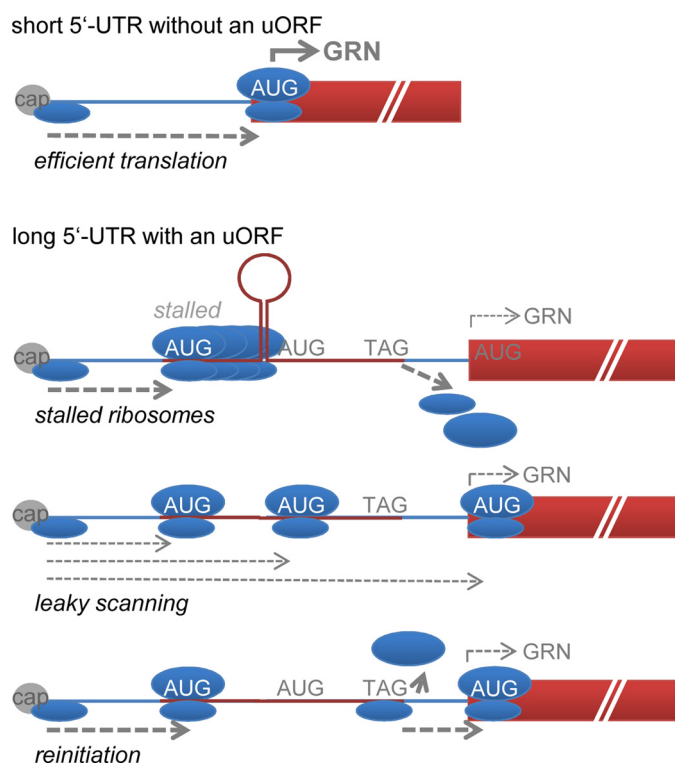 short 5‘-UTR without an uORF
GRN
cap
AUG
efficient translation
long 5‘-UTR with an uORF
stalled
GRN
cap
AUG
AUG
TAG
AUG
stalled ribosomes
GRN
cap
AUG
AUG
TAG
AUG
leaky scanning
GRN
cap
AUG
AUG
TAG
AUG
reinitiation